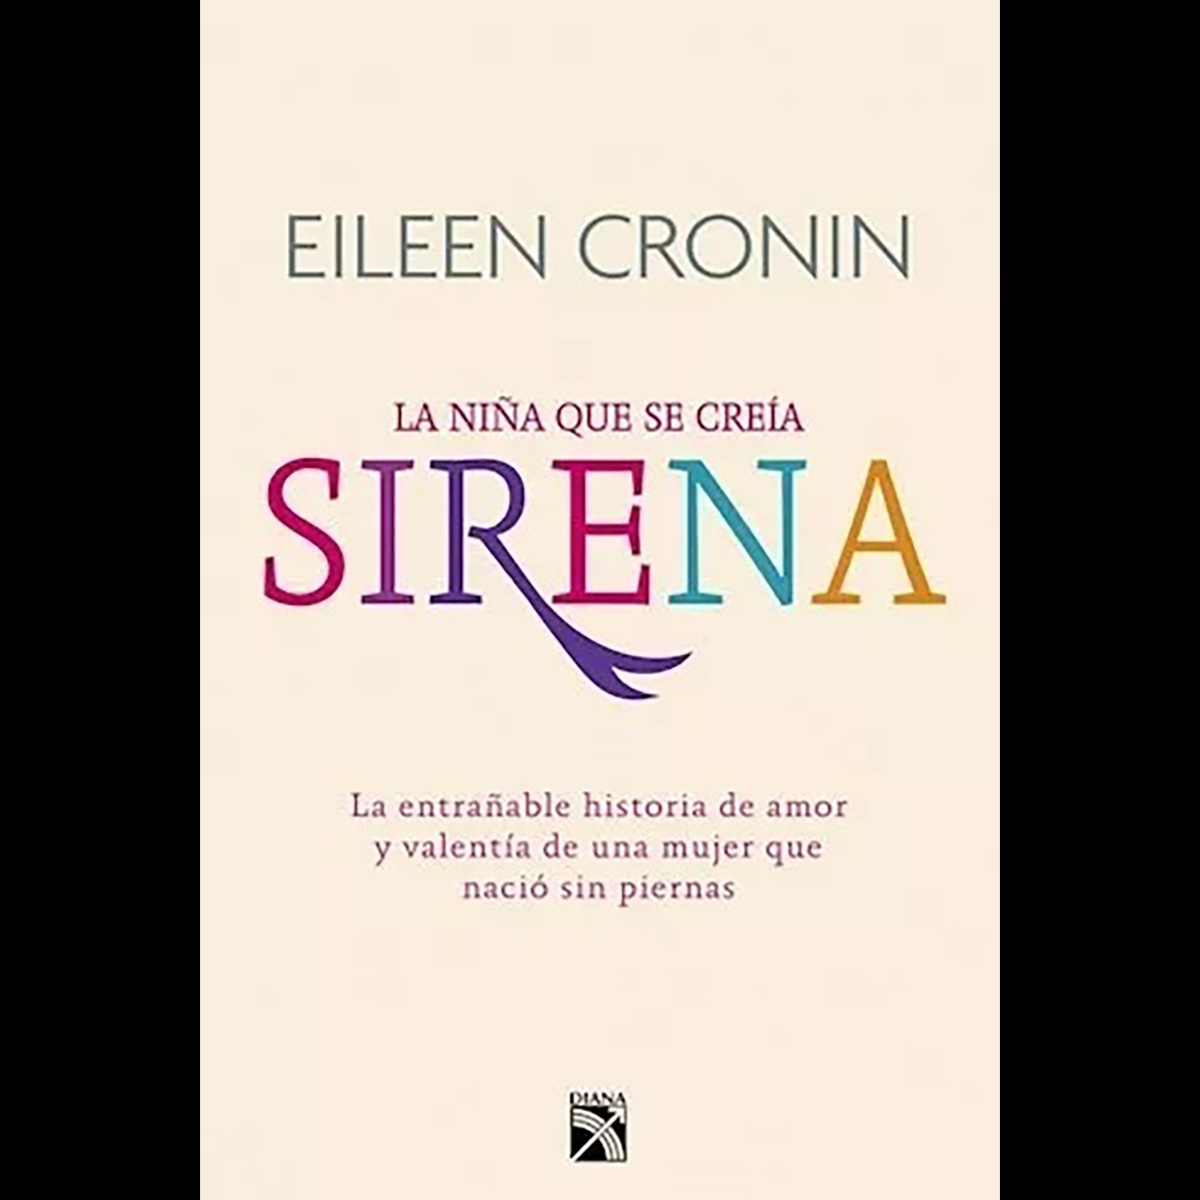 EILEEN CRONIN
LA NIÑA QUE SE CREÍA
SIRENA
La entrañable historia de amor
y valentía de una mujer que
nació sin piernas
DIANA